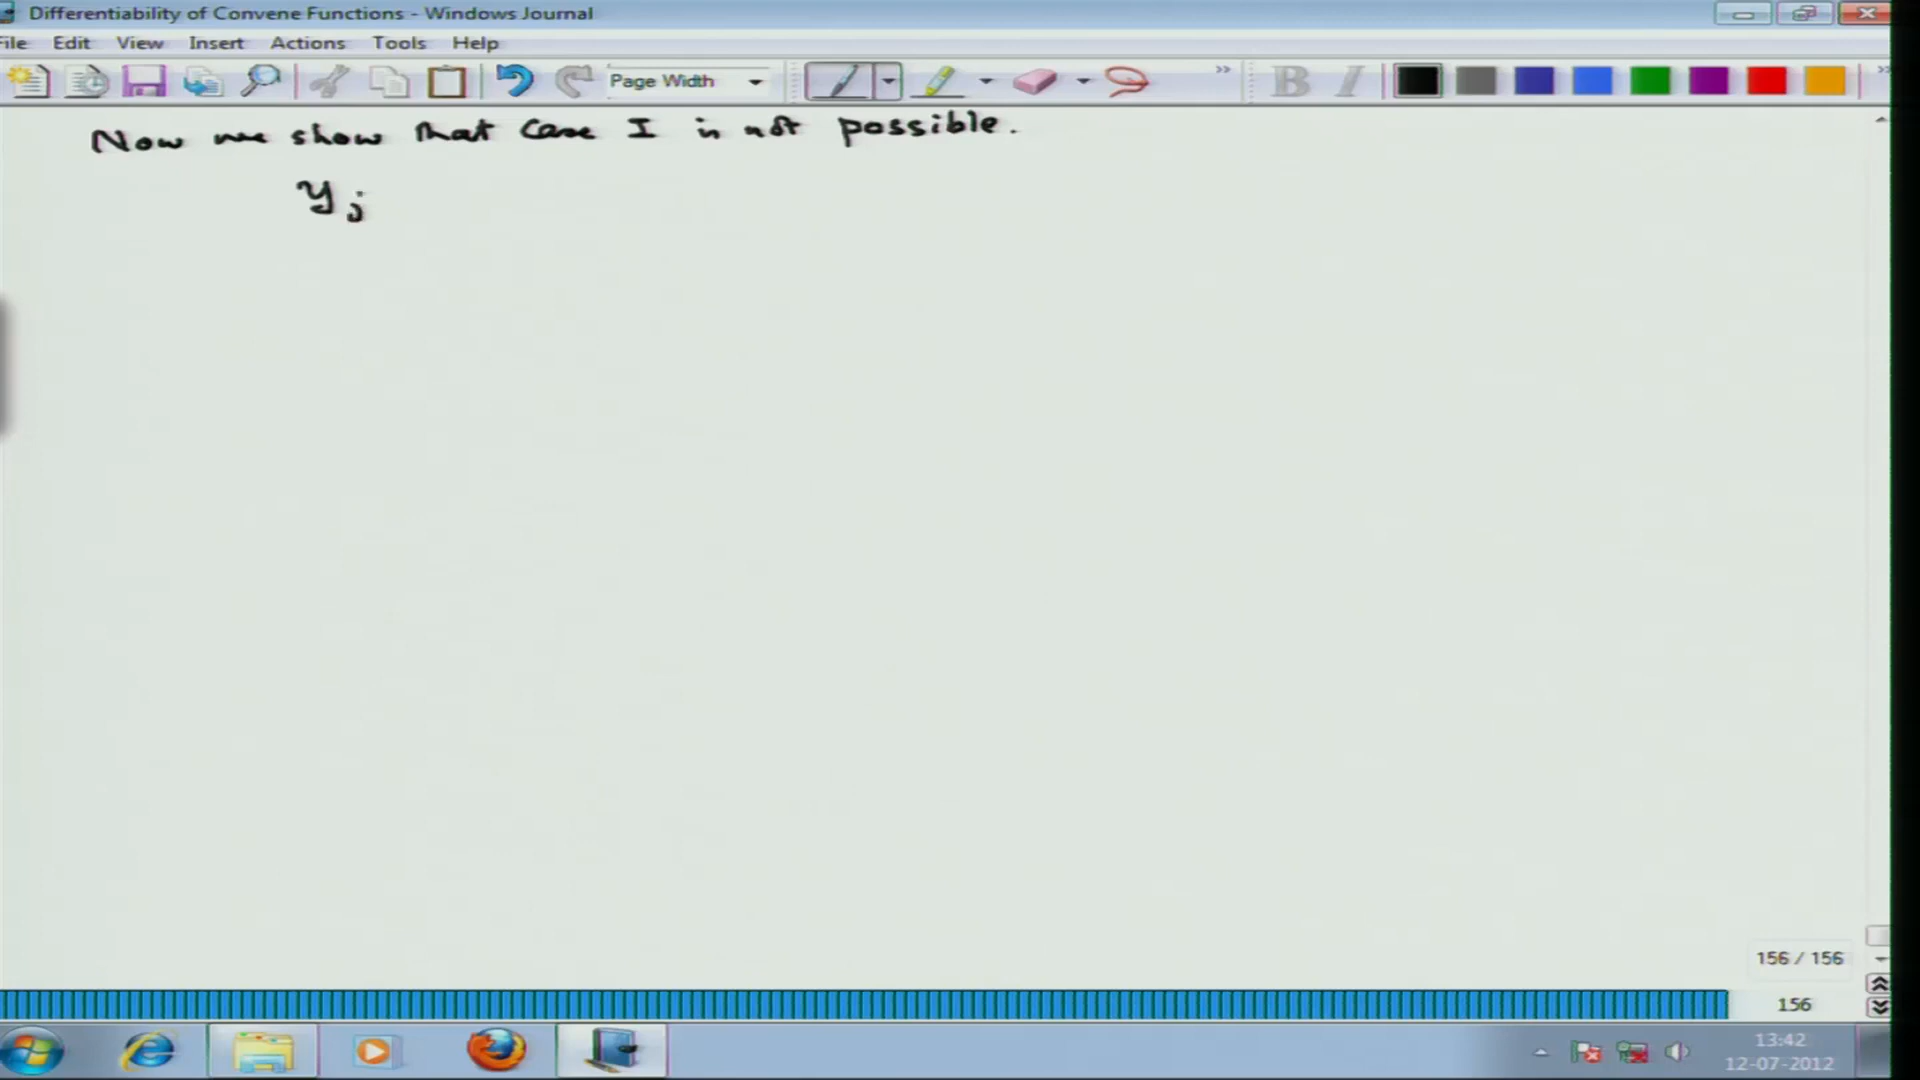 Differentiability of Convene Functions - Windows Journal
File Edit View Insert Actions Tools Help
Page Width
B I
Now we show that Case I is not possible.
y j
156 / 156
156
13:42
12-07-2012